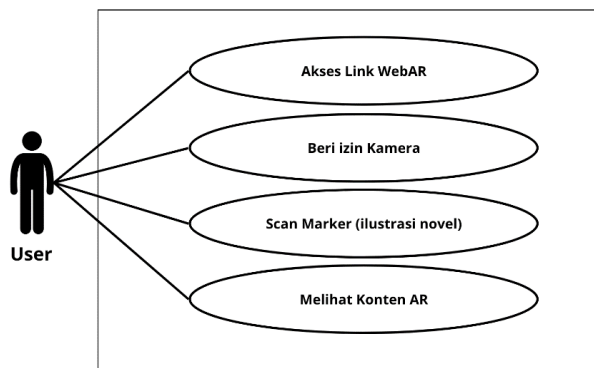 Akses Link WebAR
Beri izin Kamera
Scan Marker (ilustrasi novel)
User
Melihat Konten AR